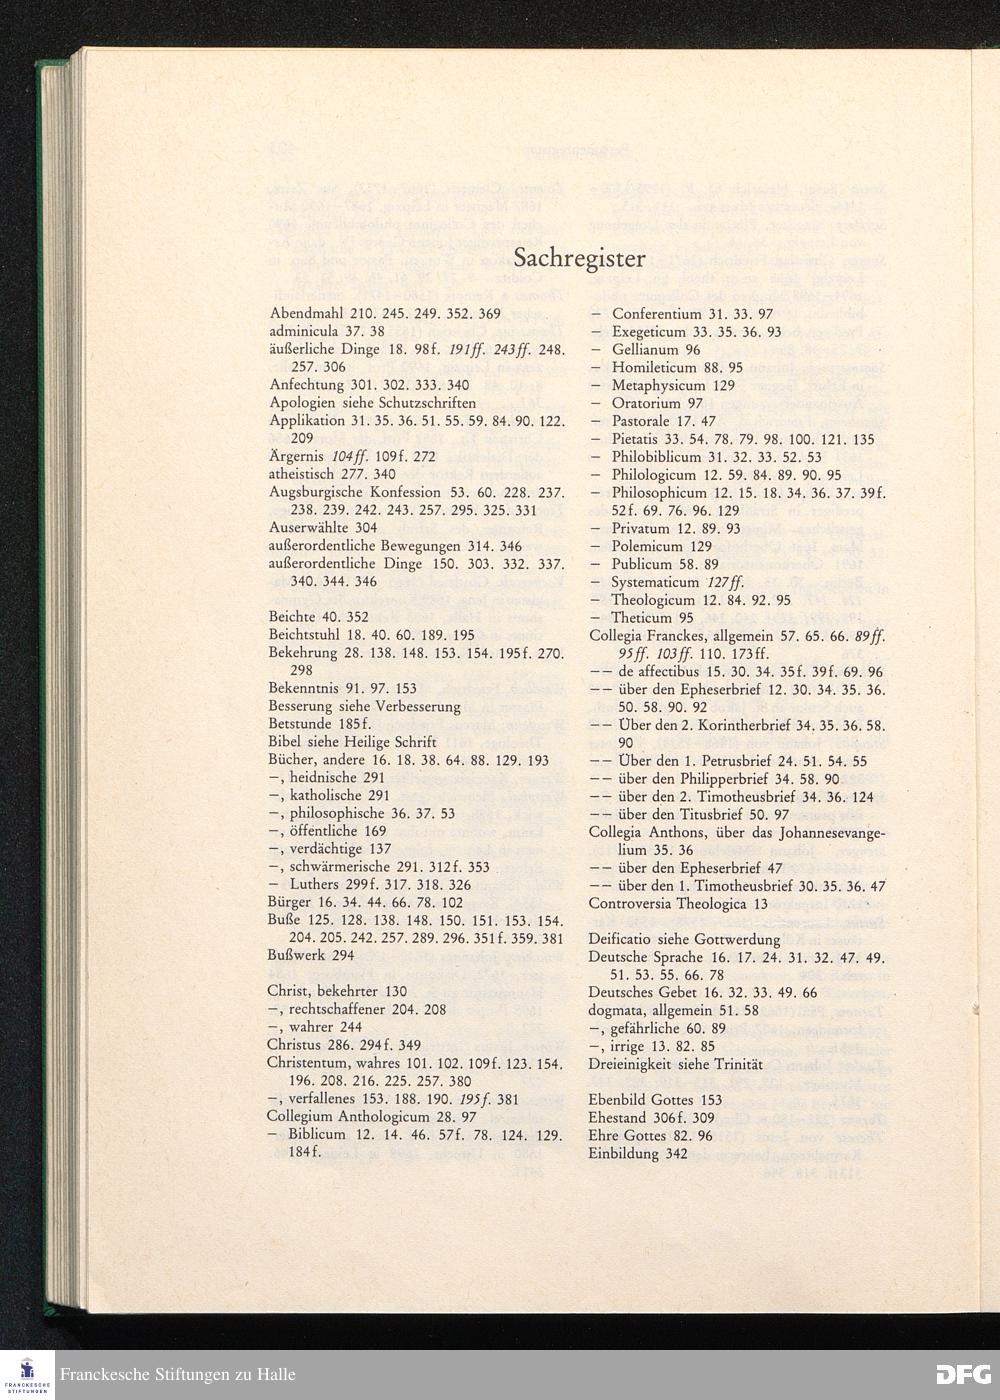 Sachregister
Abendmahl 210. 245. 249. 352. 369
adminicula 37. 38
äußerliche Dinge 18. 98f. 191ff. 243ff. 248.
257. 306
Anfechtung 301. 302. 333. 340
Apologien siehe Schutzschriften
Applikation 31. 35. 36. 51. 55. 59. 84. 90. 122.
209
Ärgernis 104ff. 109f. 272
atheistisch 277. 340
Augsburgische Konfession 53. 60. 228. 237.
238. 239. 242. 243. 257. 295. 325. 331
Auserwählte 304
außerordentliche Bewegungen 314. 346
außerordentliche Dinge 150. 303. 332. 337.
340. 344. 346
Beichte 40. 352
Beichtstuhl 18. 40. 60. 189. 195
Bekehrung 28. 138. 148. 153. 154. 195f. 270.
298
Bekenntnis 91. 97. 153
Besserung siehe Verbesserung
Betstunde 185f.
Bibel siehe Heilige Schrift
Bücher, andere 16. 18. 38. 64. 88. 129. 193
–, heidnische 291
–, katholische 291
–, philosophische 36. 37. 53
–, öffentliche 169
–, verdächtige 137
–, schwärmerische 291. 312f. 353
– Luthers 299f. 317. 318. 326
Bürger 16. 34. 44. 66. 78. 102
Buße 125. 128. 138. 148. 150. 151. 153. 154.
204. 205. 242. 257. 289. 296. 351f. 359. 381
Bußwerk 294
Christ, bekehrter 130
–, rechtschaffener 204. 208
–, wahrer 244
Christus 286. 294f. 349
Christentum, wahres 101. 102. 109f. 123. 154.
196. 208. 216. 225. 257. 380
–, verfallenes 153. 188. 190. 195f. 381
Collegium Anthologicum 28. 97
– Biblicum 12. 14. 46. 57f. 78. 124. 129.
184f.
– Conferentium 31. 33. 97
– Exegeticum 33. 35. 36. 93
– Gellianum 96
– Homileticum 88. 95
– Metaphysicum 129
– Oratorium 97
– Pastorale 17. 47
– Pietatis 33. 54. 78. 79. 98. 100. 121. 135
– Philobiblicum 31. 32. 33. 52. 53
– Philologicum 12. 59. 84. 89. 90. 95
– Philosophicum 12. 15. 18. 34. 36. 37. 39f.
52f. 69. 76. 96. 129
– Privatum 12. 89. 93
– Polemicum 129
– Publicum 58. 89
– Systematicum 127ff.
– Theologicum 12. 84. 92. 95
– Theticum 95
Collegia Franckes, allgemein 57. 65. 66. 89ff.
95ff. 103ff. 110. 173ff.
–– de affectibus 15. 30. 34. 35f. 39f. 69. 96
–– über den Epheserbrief 12. 30. 34. 35. 36.
50. 58. 90. 92
–– Über den 2. Korintherbrief 34. 35. 36. 58.
90
–– Über den 1. Petrusbrief 24. 51. 54. 55
–– über den Philipperbrief 34. 58. 90
–– über den 2. Timotheusbrief 34. 36. 124
–– über den Titusbrief 50. 97
Collegia Anthons, über das Johannesevange-
lium 35. 36
–– über den Epheserbrief 47
–– über den 1. Timotheusbrief 30. 35. 36. 47
Controversia Theologica 13
Deificatio siehe Gottwerdung
Deutsche Sprache 16. 17. 24. 31. 32. 47. 49.
51. 53. 55. 66. 78
Deutsches Gebet 16. 32. 33. 49. 66
dogmata, allgemein 51. 58
–, gefährliche 60. 89
–, irrige 13. 82. 85
Dreieinigkeit siehe Trinität
Ebenbild Gottes 153
Ehestand 306f. 309
Ehre Gottes 82. 96
Einbildung 342
FRANCKESCHE
STIFTUNGEN
Franckesche Stiftungen zu Halle
DFG